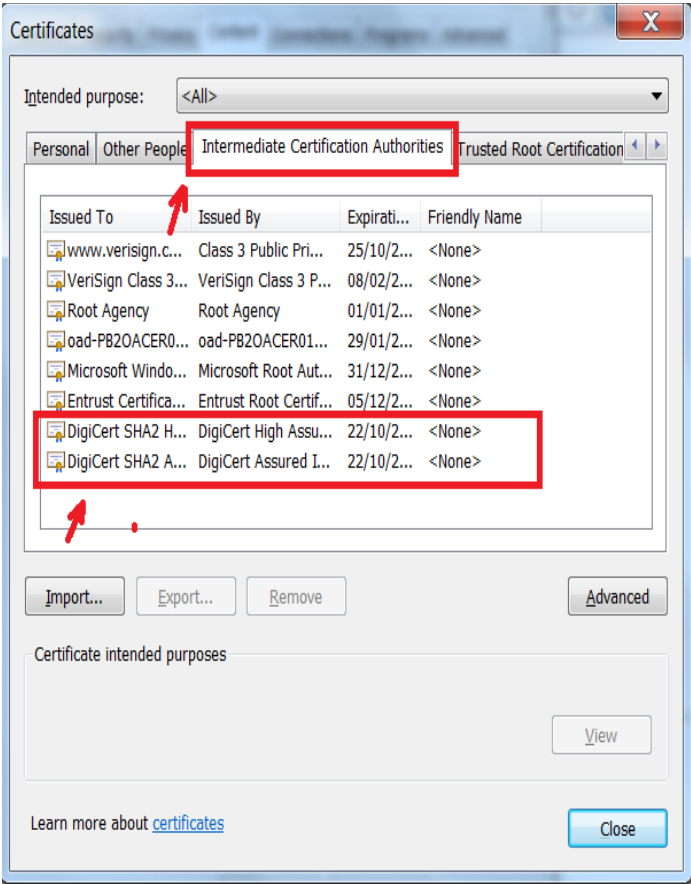 Certificates
Intended purpose: <All>
Personal Other People Intermediate Certification Authorities Trusted Root Certification
Issued To Issued By Expirati... Friendly Name
www.verisign.c... Class 3 Public Pri... 25/10/2... <None>
VeriSign Class 3... VeriSign Class 3 P... 08/02/2... <None>
Root Agency Root Agency 01/01/2... <None>
oad-PB2OACER0... oad-PB2OACER01... 29/01/2... <None>
Microsoft Windo... Microsoft Root Aut... 31/12/2... <None>
Entrust Certifica... Entrust Root Certif... 05/12/2... <None>
DigiCert SHA2 H... DigiCert High Assu... 22/10/2... <None>
DigiCert SHA2 A... DigiCert Assured I... 22/10/2... <None>
Import... Export... Remove Advanced
Certificate intended purposes
View
Learn more about certificates
Close